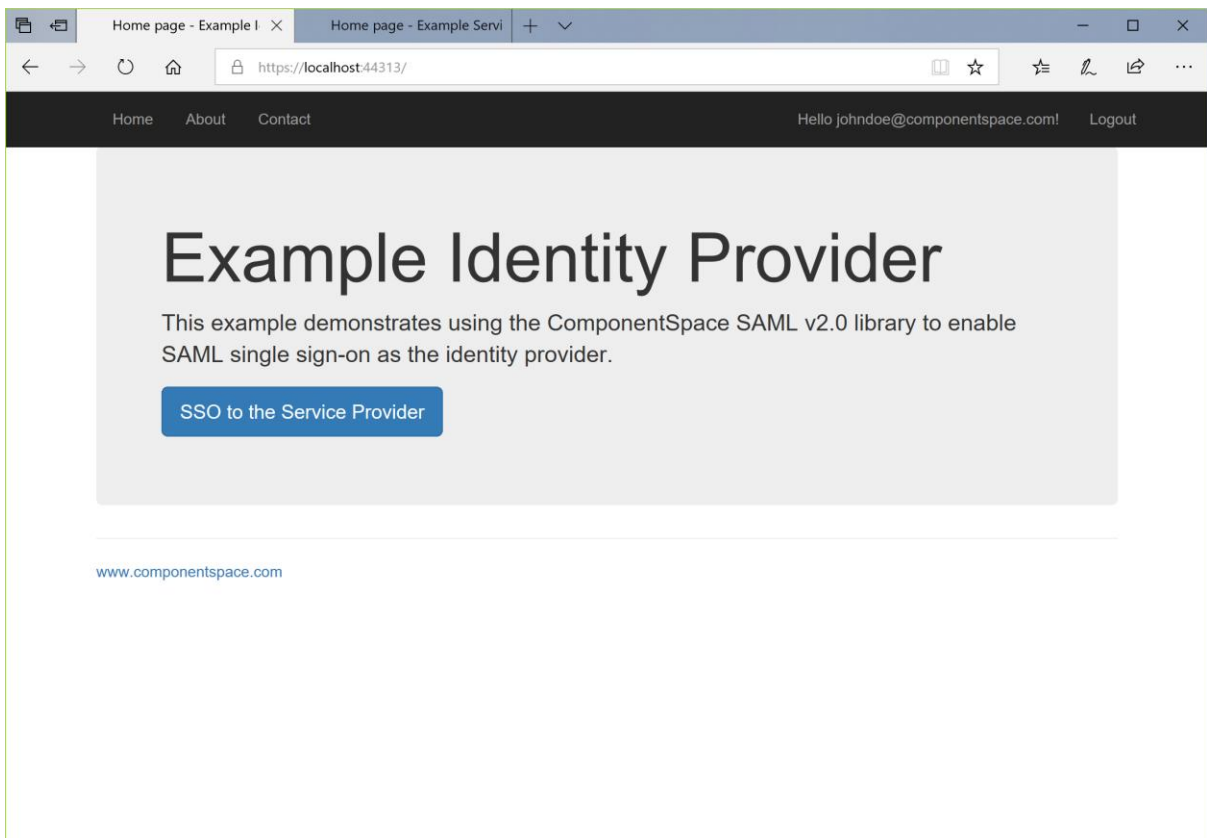 Home page - Example I
Home page - Example Servi
https://localhost:44313/
Home About Contact Hello johndoe@componentspace.com! Logout
Example Identity Provider
This example demonstrates using the ComponentSpace SAML v2.0 library to enable
SAML single sign-on as the identity provider.
SSO to the Service Provider
www.componentspace.com